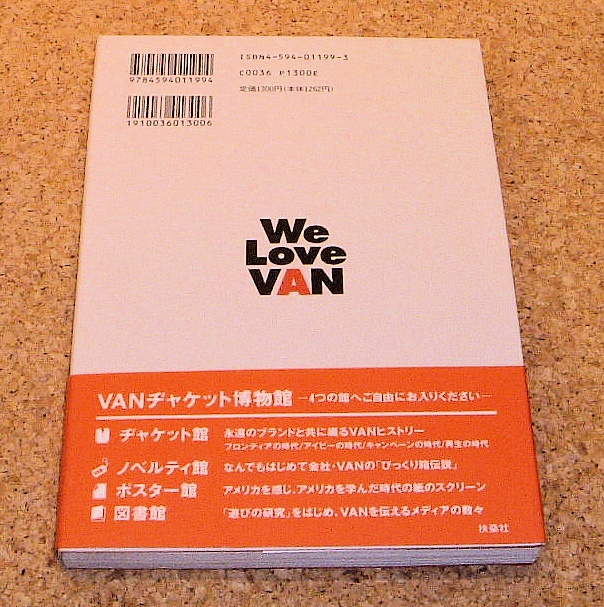 ISBN4-594-01199-3
C0036 P1300E
定価1300円(本体1262円)
9784594011994
1910036013006
We
Love
VAN
VANヂャケット博物館 —4つの館へご自由にお入りください—
ヂャケット館 永遠のブランドと共に綴るVANヒストリー
フロンティアの時代/アイビーの時代/キャンペーンの時代/再生の時代
ノベルティ館 なんでもはじめて会社・VANの「びっくり箱伝説」
ポスター館 アメリカを感じ、アメリカを学んだ時代の紙のスクリーン
図書館 「遊びの研究」をはじめ、VANを伝えるメディアの数々
扶桑社